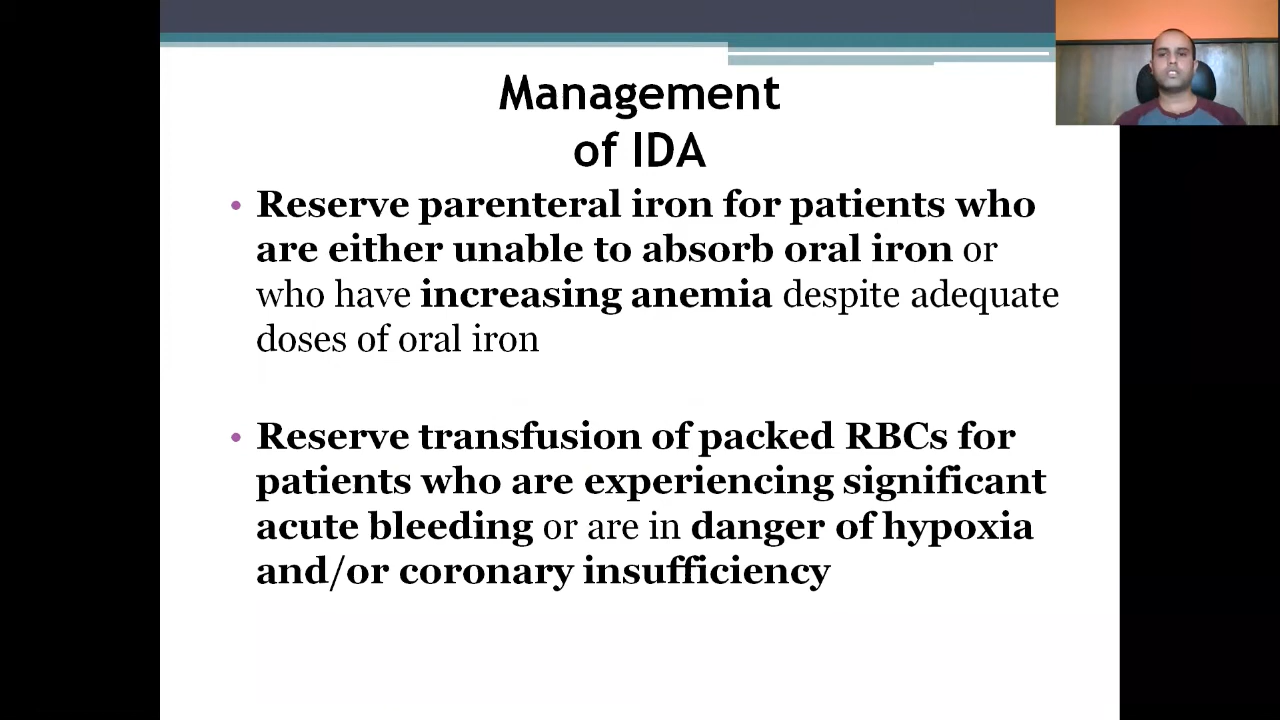 Management
of IDA
• Reserve parenteral iron for patients who
are either unable to absorb oral iron or
who have increasing anemia despite adequate
doses of oral iron
• Reserve transfusion of packed RBCs for
patients who are experiencing significant
acute bleeding or are in danger of hypoxia
and/or coronary insufficiency